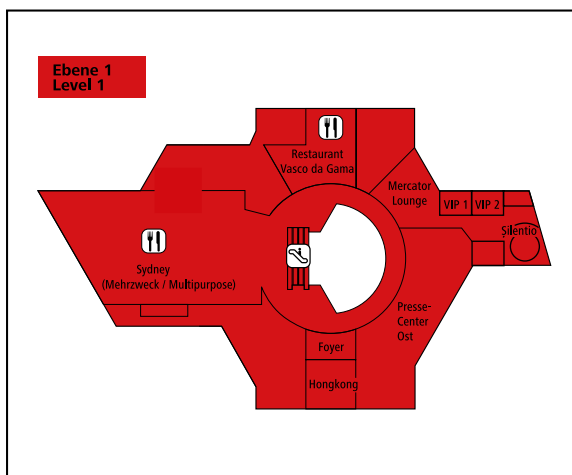 Ebene 1
Level 1
Restaurant
Vasco da Gama
Mercator
Lounge
VIP 1
VIP 2
Silentio
Sydney
(Mehrzweck / Multipurpose)
Presse-
Center
Ost
Foyer
Hongkong